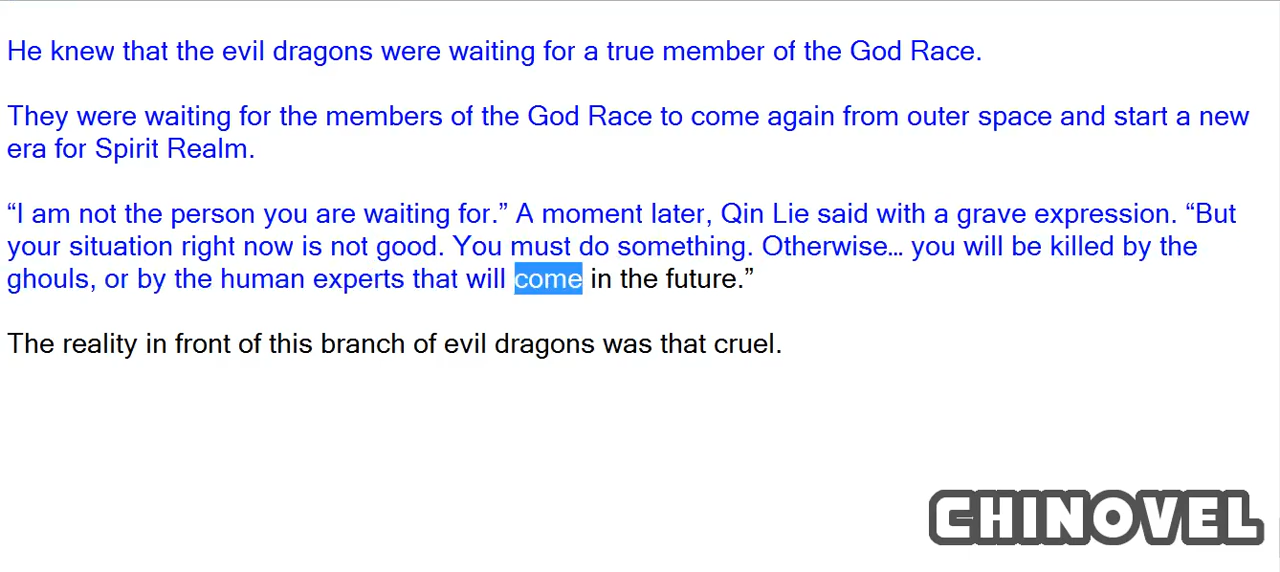 He knew that the evil dragons were waiting for a true member of the God Race.
They were waiting for the members of the God Race to come again from outer space and start a new
era for Spirit Realm.
“I am not the person you are waiting for.” A moment later, Qin Lie said with a grave expression. “But
your situation right now is not good. You must do something. Otherwise… you will be killed by the
ghouls, or by the human experts that will come in the future.”
The reality in front of this branch of evil dragons was that cruel.
CHINOVEL